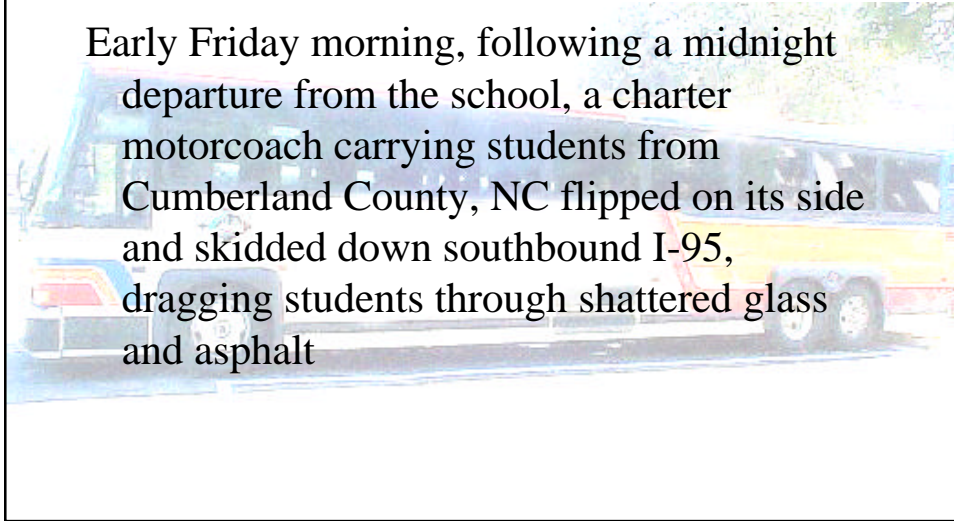 Early Friday morning, following a midnight
departure from the school, a charter
motorcoach carrying students from
Cumberland County, NC flipped on its side
and skidded down southbound I-95,
dragging students through shattered glass
and asphalt